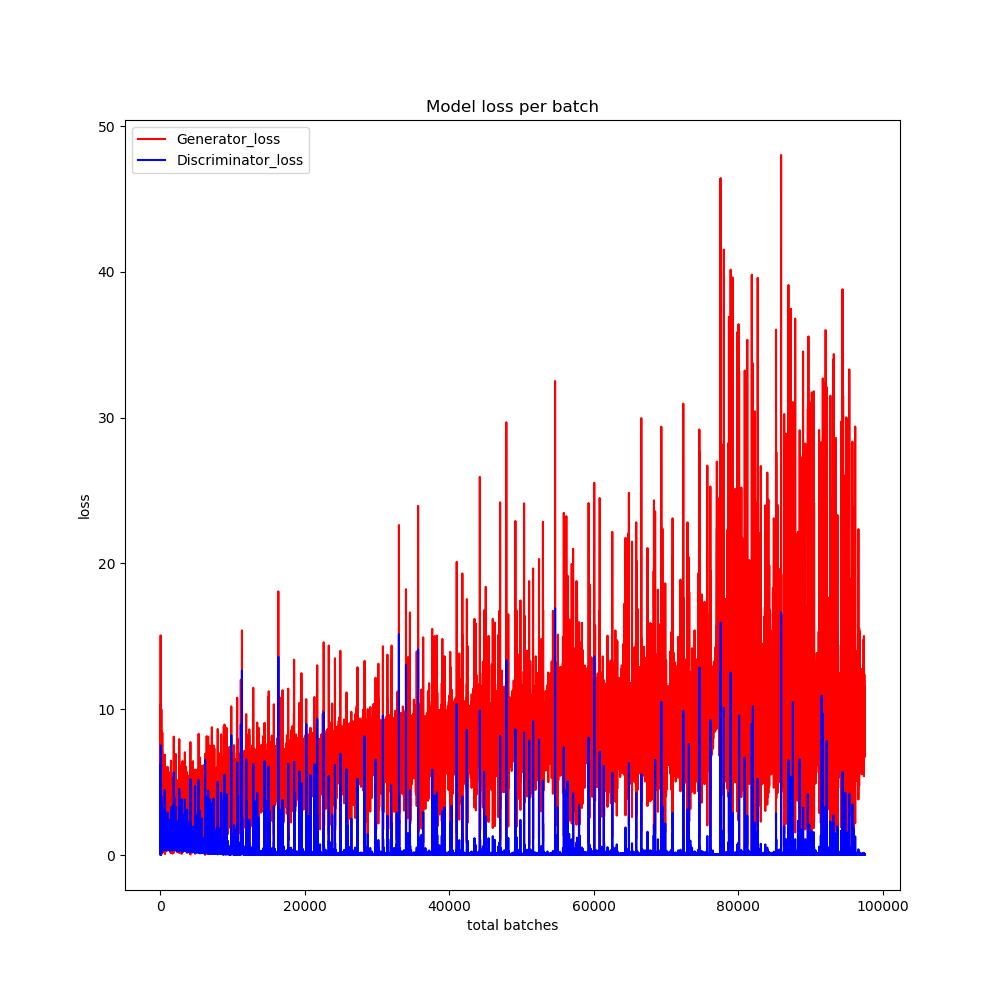 Model loss per batch
Generator_loss
Discriminator_loss
50
40
30
20
10
0
loss
0 20000 40000 60000 80000 100000
total batches